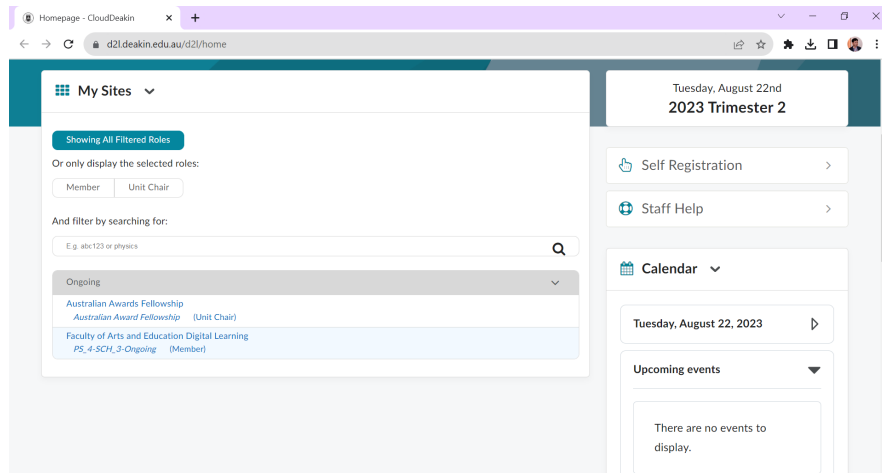 Homepage - CloudDeakin
d2l.deakin.edu.au/d2l/home
My Sites
Showing All Filtered Roles
Or only display the selected roles:
Member
Unit Chair
And filter by searching for:
E.g. abc123 or physics
Ongoing
Australian Awards Fellowship
Australian Award Fellowship (Unit Chair)
Faculty of Arts and Education Digital Learning
PS_4-SCH_3-Ongoing (Member)
Tuesday, August 22nd
2023 Trimester 2
Self Registration
Staff Help
Calendar
Tuesday, August 22, 2023
Upcoming events
There are no events to
display.